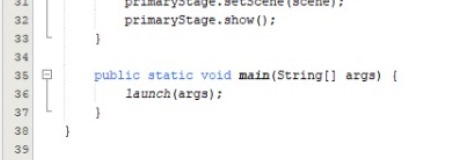 31 primaryStage.setScene(scene);
32 primaryStage.show();
33 }
34
35 public static void main(String[] args) {
36 launch(args);
37 }
38 }
39